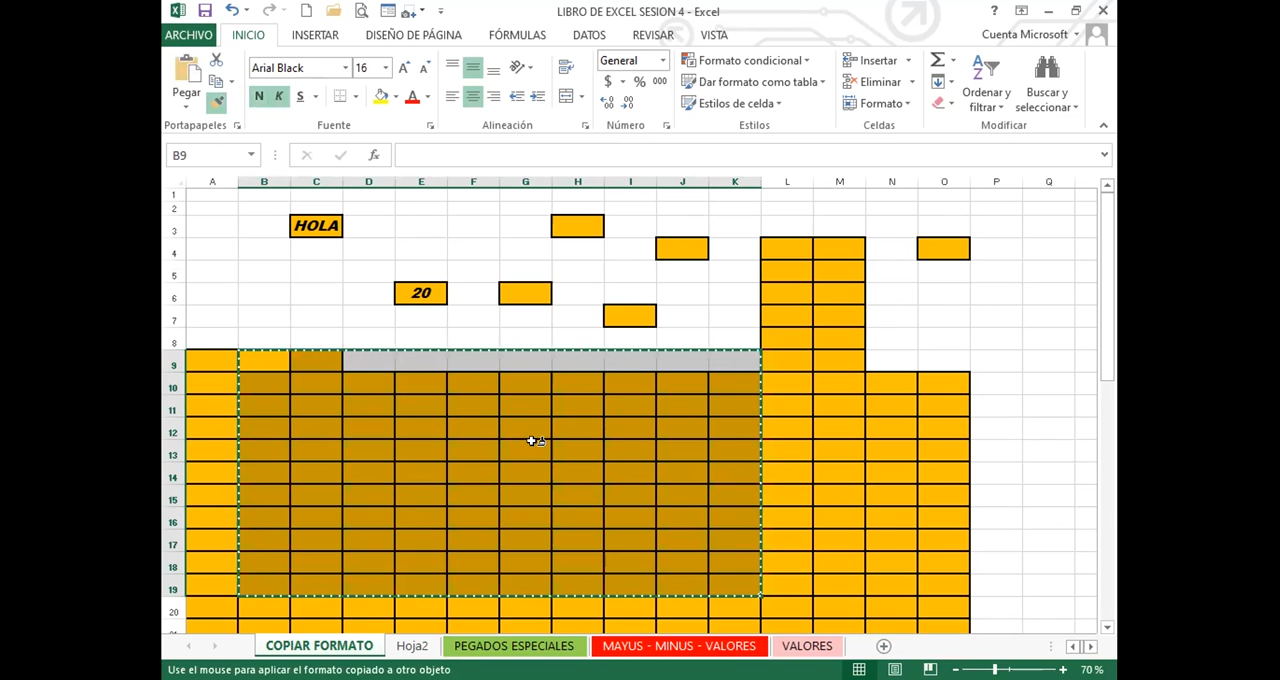 LIBRO DE EXCEL SESION 4 - Excel
?
ARCHIVO INICIO INSERTAR DISEÑO DE PÁGINA FÓRMULAS DATOS REVISAR VISTA Cuenta Microsoft
Pegar
Portapapeles
Arial Black 16 A A
N K S A
Fuente
Alineación
General
$ % 000
Número
Formato condicional
Dar formato como tabla
Estilos de celda
Estilos
Insertar
Eliminar
Formato
Celdas
Σ
Ordenar y
filtrar
Buscar y
seleccionar
Modificar
B9 fx
A B C D E F G H I J K L M N O P Q
1
2
3 HOLA
4
5
6 20
7
8
9
10
11
12
13
14
15
16
17
18
19
20
COPIAR FORMATO Hoja2 PEGADOS ESPECIALES MAYUS - MINUS - VALORES VALORES
Use el mouse para aplicar el formato copiado a otro objeto 70 %